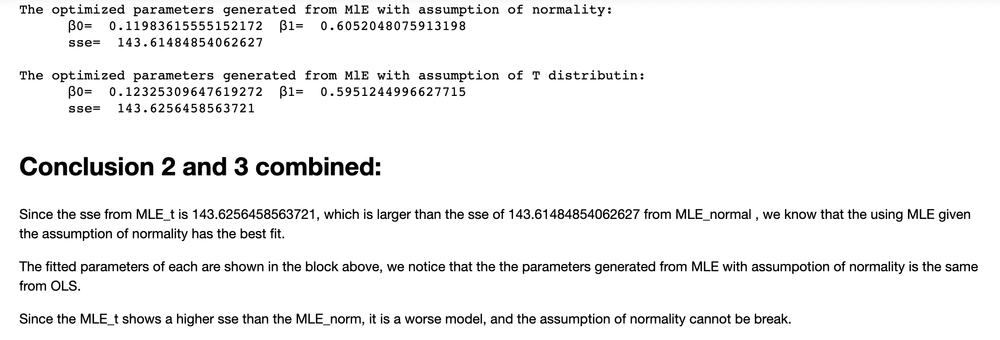 The optimized parameters generated from MlE with assumption of normality:
β0= 0.11983615555152172 β1= 0.6052048075913198
sse= 143.61484854062627
The optimized parameters generated from MlE with assumption of T distributin:
β0= 0.12325309647619272 β1= 0.5951244996627715
sse= 143.6256458563721
Conclusion 2 and 3 combined:
Since the sse from MLE_t is 143.6256458563721, which is larger than the sse of 143.61484854062627 from MLE_normal , we know that the using MLE given
the assumption of normality has the best fit.
The fitted parameters of each are shown in the block above, we notice that the the parameters generated from MLE with assumpotion of normality is the same
from OLS.
Since the MLE_t shows a higher sse than the MLE_norm, it is a worse model, and the assumption of normality cannot be break.